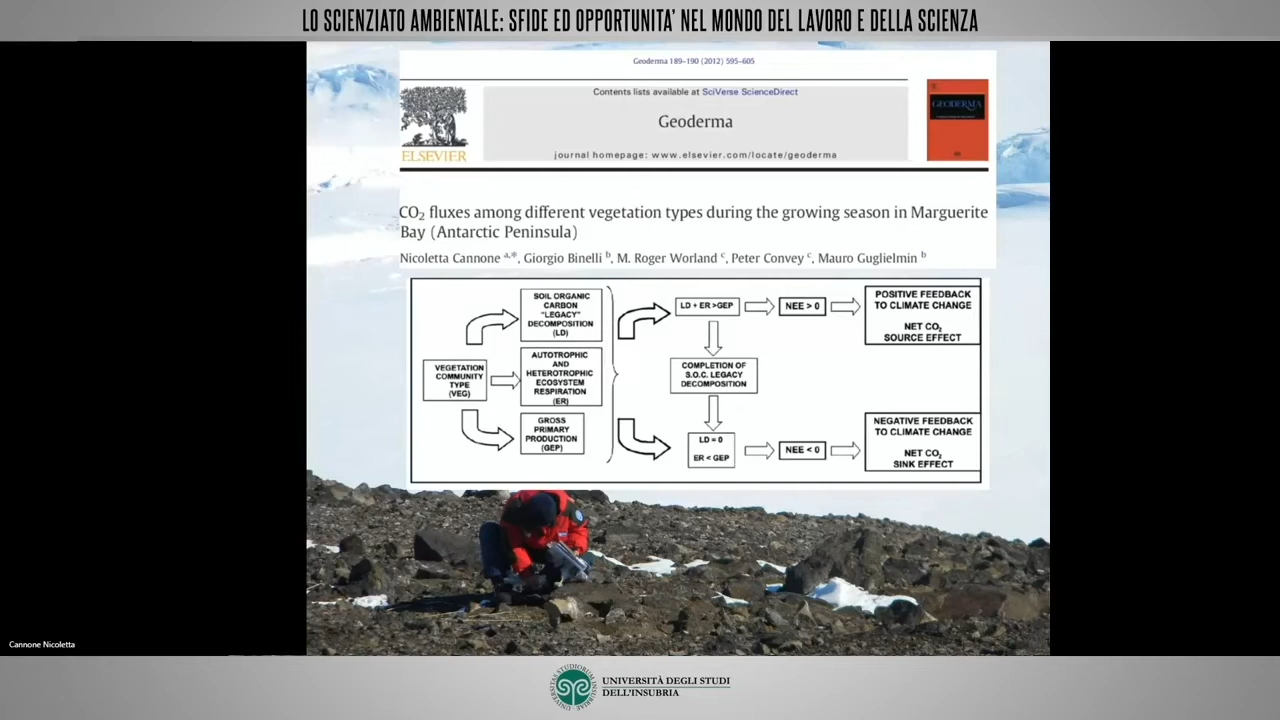 LO SCIENZIATO AMBIENTALE: SFIDE ED OPPORTUNITA' NEL MONDO DEL LAVORO E DELLA SCIENZA
Geoderma 189–190 (2012) 595–605
Contents lists available at SciVerse ScienceDirect
Geoderma
journal homepage: www.elsevier.com/locate/geoderma
ELSEVIER
GEODERMA
CO₂ fluxes among different vegetation types during the growing season in Marguerite
Bay (Antarctic Peninsula)
Nicoletta Cannone ᵃ,*, Giorgio Binelli ᵇ, M. Roger Worland ᶜ, Peter Convey ᶜ, Mauro Guglielmin ᵇ
VEGETATION
COMMUNITY
TYPE
(VEG)
SOIL ORGANIC
CARBON
"LEGACY"
DECOMPOSITION
(LD)
AUTOTROPHIC
AND
HETEROTROPHIC
ECOSYSTEM
RESPIRATION
(ER)
GROSS
PRIMARY
PRODUCTION
(GEP)
LD + ER >GEP
NEE > 0
POSITIVE FEEDBACK
TO CLIMATE CHANGE
NET CO₂
SOURCE EFFECT
COMPLETION OF
S.O.C. LEGACY
DECOMPOSITION
LD = 0
ER < GEP
NEE < 0
NEGATIVE FEEDBACK
TO CLIMATE CHANGE
NET CO₂
SINK EFFECT
Cannone Nicoletta
UNIVERSITÀ DEGLI STUDI
DELL'INSUBRIA